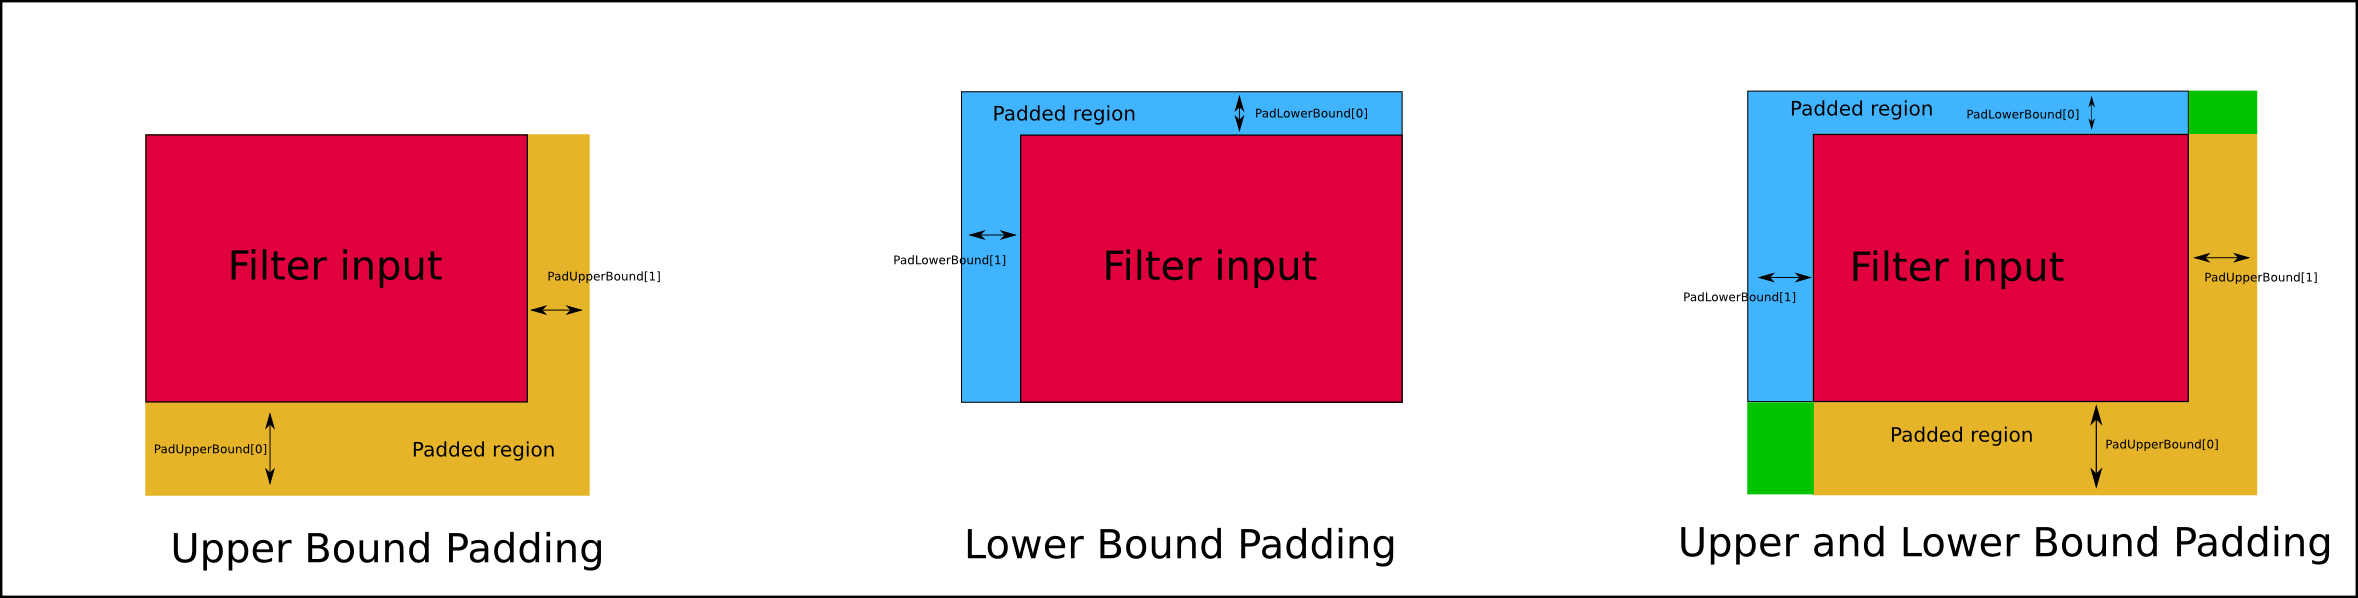 Filter input
PadUpperBound[1]
PadUpperBound[0]
Padded region
Upper Bound Padding
Padded region
PadLowerBound[0]
PadLowerBound[1]
Filter input
Lower Bound Padding
Padded region
PadLowerBound[0]
Filter input
PadUpperBound[1]
PadLowerBound[1]
Padded region
PadUpperBound[0]
Upper and Lower Bound Padding